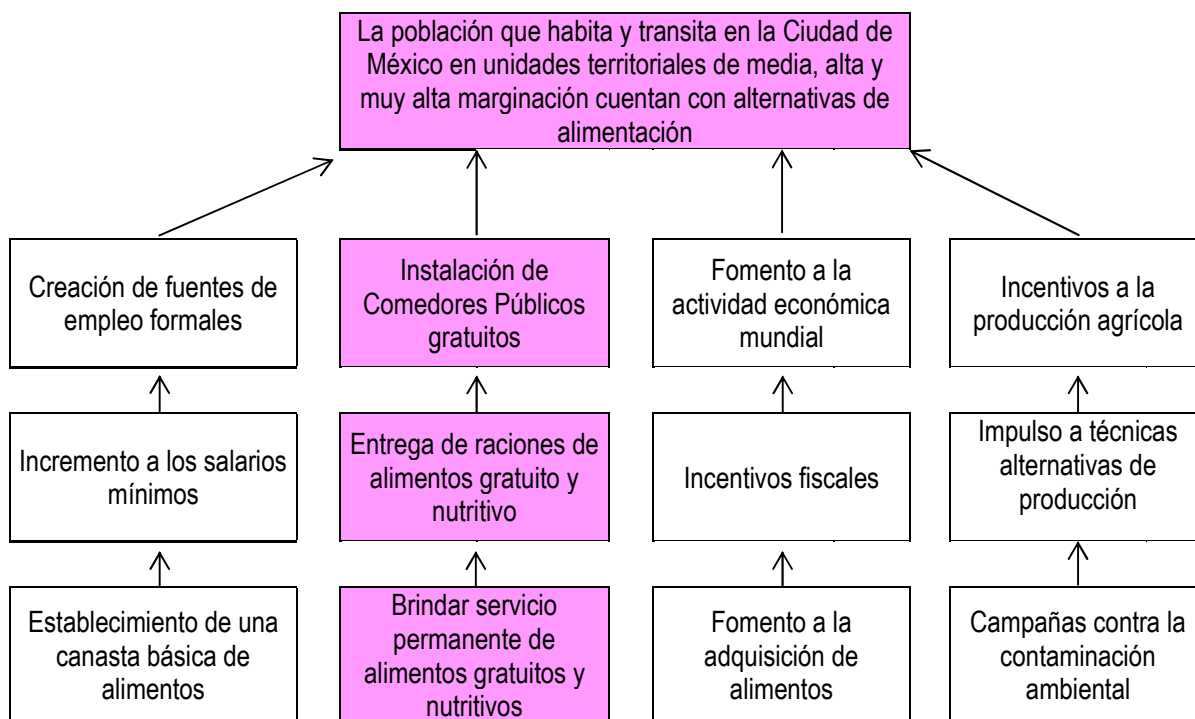 La población que habita y transita en la Ciudad de
México en unidades territoriales de media, alta y
muy alta marginación cuentan con alternativas de
alimentación
Creación de fuentes de
empleo formales
Instalación de
Comedores Públicos
gratuitos
Fomento a la
actividad económica
mundial
Incentivos a la
producción agrícola
Incremento a los salarios
mínimos
Entrega de raciones de
alimentos gratuito y
nutritivo
Incentivos fiscales
Impulso a técnicas
alternativas de
producción
Establecimiento de una
canasta básica de
alimentos
Brindar servicio
permanente de
alimentos gratuitos y
nutritivos
Fomento a la
adquisición de
alimentos
Campañas contra la
contaminación
ambiental